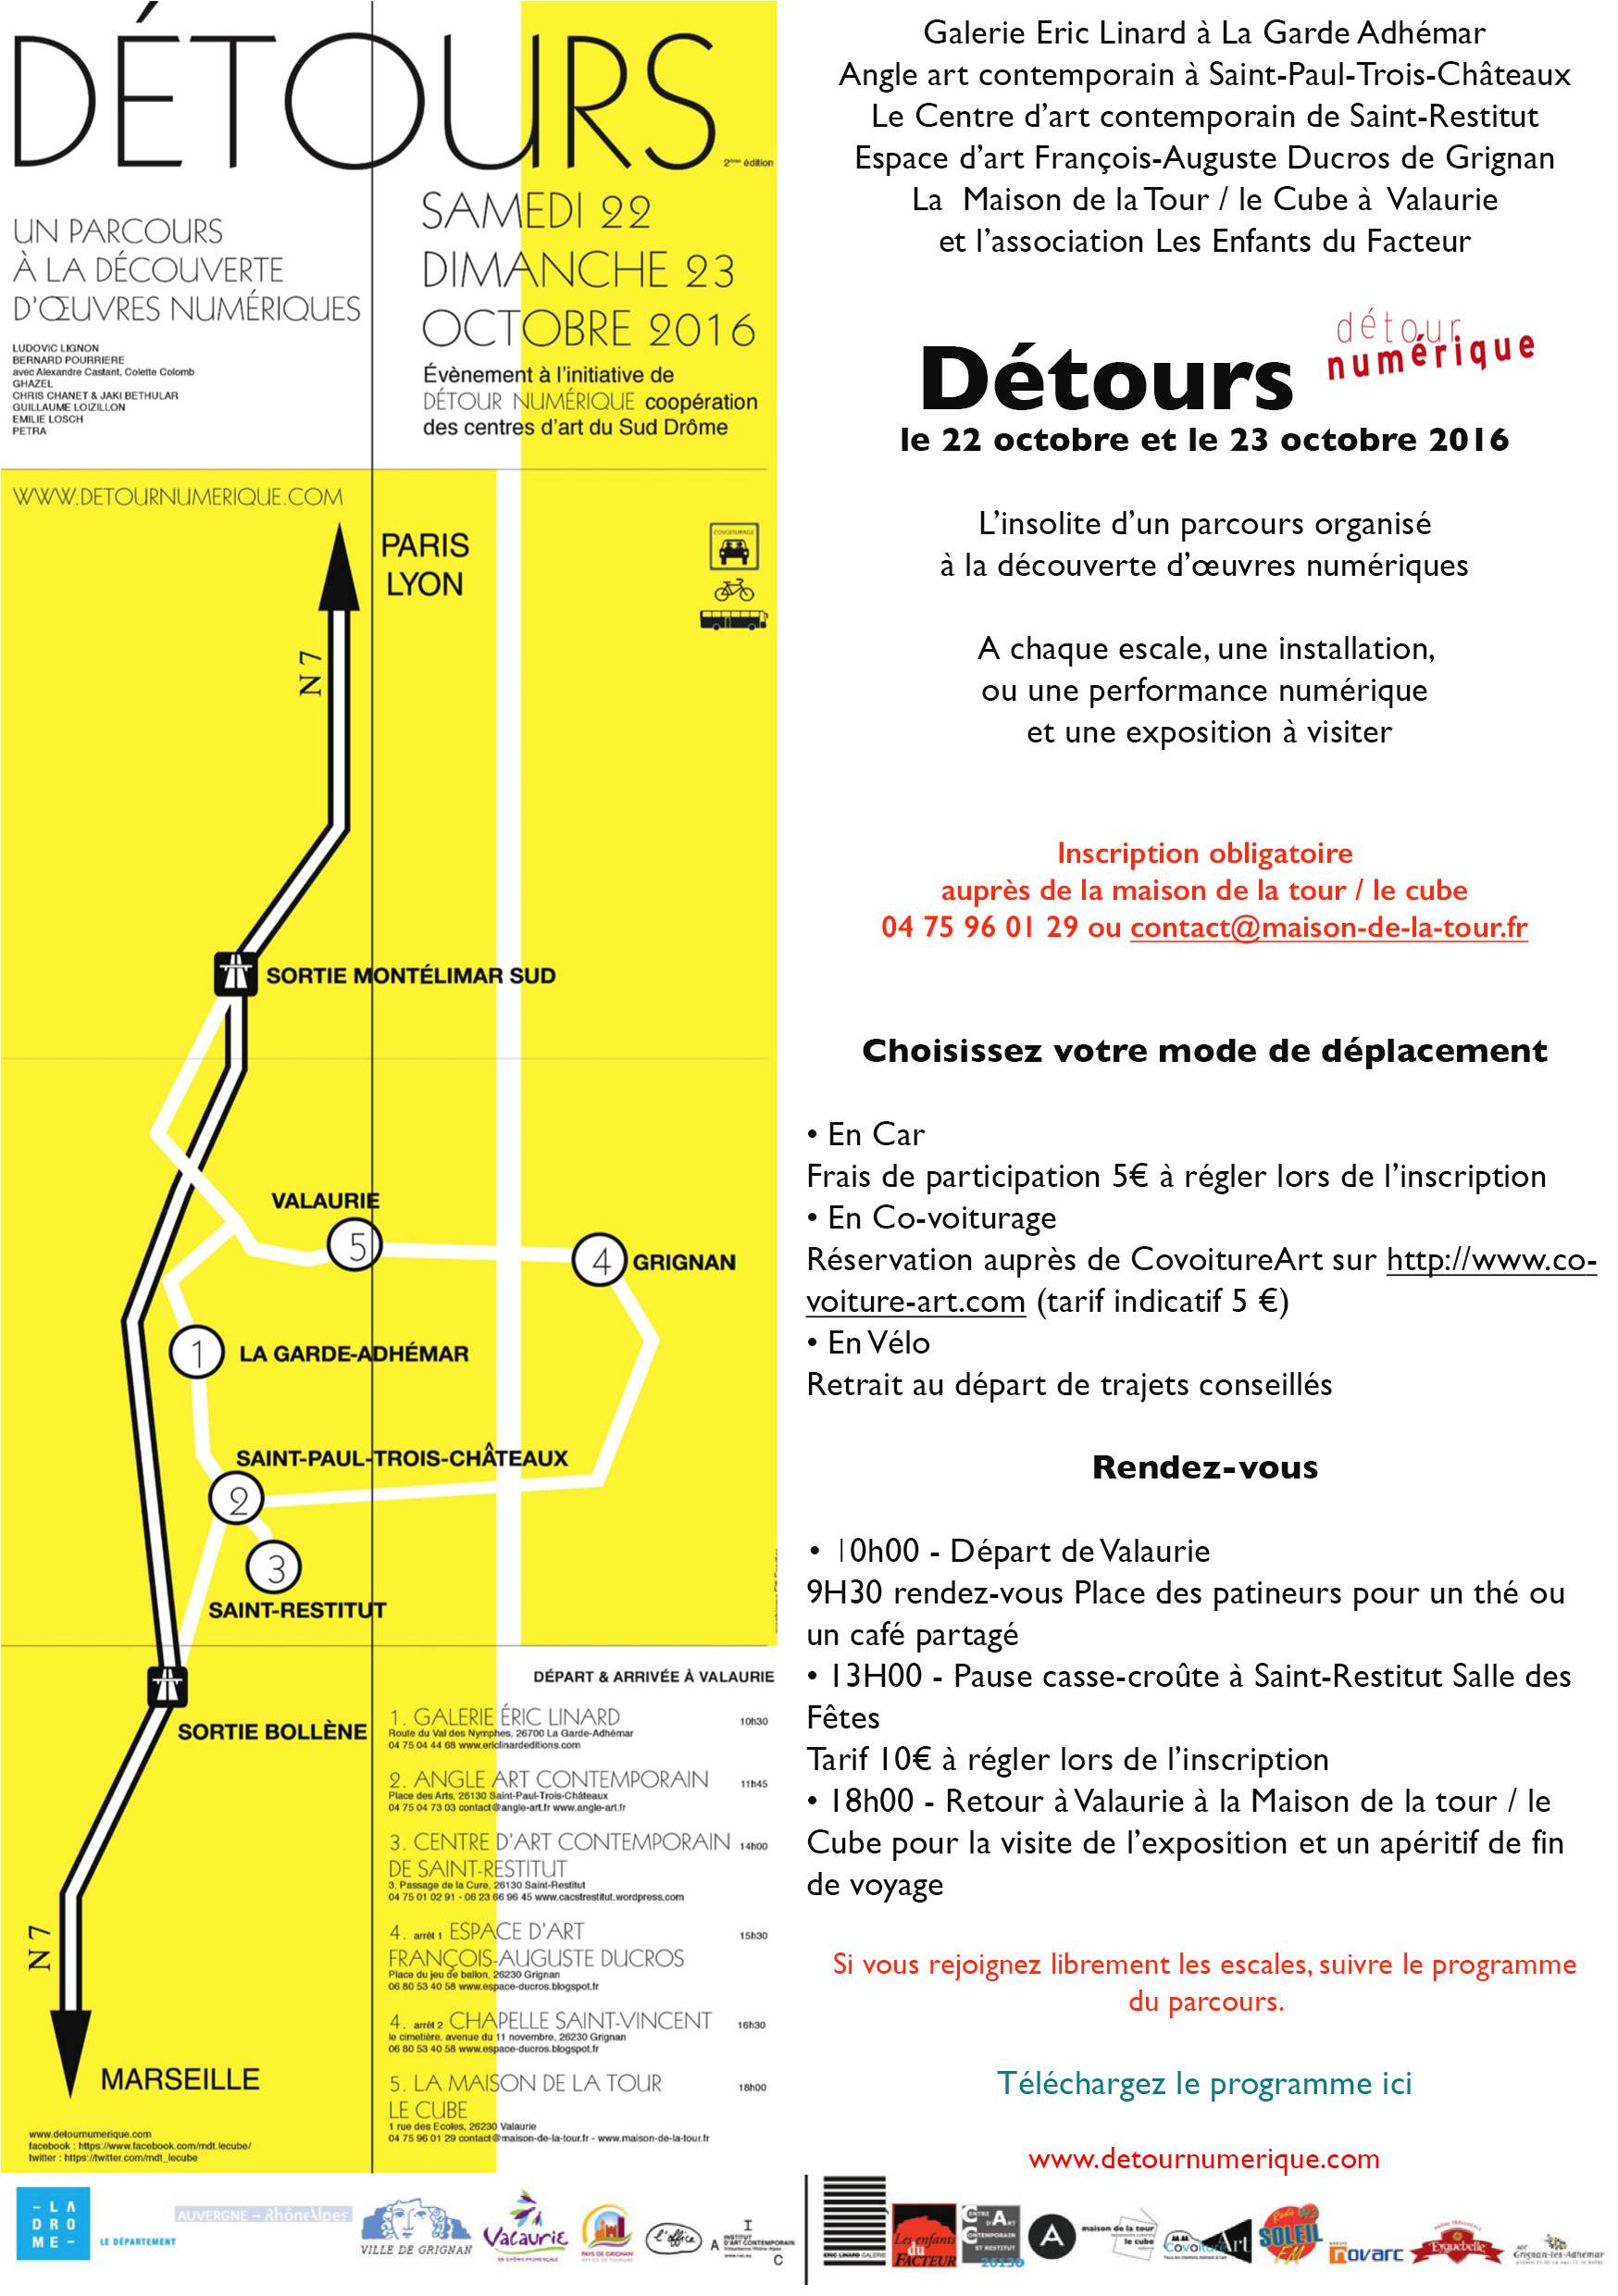 DÉTOURS
2ème édition
UN PARCOURS
À LA DÉCOUVERTE
D'ŒUVRES NUMÉRIQUES
LUDOVIC LIGNON
BERNARD POURRIERE
avec Alexandre Castant, Colette Colomb
GHAZEL
CHRIS CHANET & JAKI BETHULAR
GUILLAUME LOIZILLON
EMILIE LOSCH
PETRA
SAMEDI 22
DIMANCHE 23
OCTOBRE 2016
Évènement à l'initiative de
DÉTOUR NUMÉRIQUE coopération
des centres d'art du Sud Drôme
WWW.DETOURNUMERIQUE.COM
PARIS
LYON
COVOITURAGE
N 7
SORTIE MONTÉLIMAR SUD
VALAURIE
5
4 GRIGNAN
1 LA GARDE-ADHÉMAR
SAINT-PAUL-TROIS-CHÂTEAUX
2
3
SAINT-RESTITUT
SORTIE BOLLÈNE
N 7
MARSEILLE
www.detournumerique.com
facebook : https://www.facebook.com/mdt.lecube/
twitter : https://twitter.com/mdt_lecube
DÉPART & ARRIVÉE À VALAURIE
1. GALERIE ÉRIC LINARD 10h30
Route du Val des Nymphes, 26700 La Garde-Adhémar
04 75 04 44 68 www.ericlinardeditions.com
2. ANGLE ART CONTEMPORAIN 11h45
Place des Arts, 26130 Saint-Paul-Trois-Châteaux
04 75 04 73 03 contact@angle-art.fr www.angle-art.fr
3. CENTRE D'ART CONTEMPORAIN 14h00
DE SAINT-RESTITUT
3, Passage de la Cure, 26130 Saint-Restitut
04 75 01 02 91 - 06 23 66 96 45 www.cacstrestitut.wordpress.com
4. arrêt 1 ESPACE D'ART 15h30
FRANÇOIS-AUGUSTE DUCROS
Place du jeu de ballon, 26230 Grignan
06 80 53 40 58 www.espace-ducros.blogspot.fr
4. arrêt 2 CHAPELLE SAINT-VINCENT 16h30
le cimetière, avenue du 11 novembre, 26230 Grignan
06 80 53 40 58 www.espace-ducros.blogspot.fr
5. LA MAISON DE LA TOUR 18h00
LE CUBE
1 rue des Ecoles, 26230 Valaurie
04 75 96 01 29 contact@maison-de-la-tour.fr - www.maison-de-la-tour.fr
Galerie Eric Linard à La Garde Adhémar
Angle art contemporain à Saint-Paul-Trois-Châteaux
Le Centre d'art contemporain de Saint-Restitut
Espace d'art François-Auguste Ducros de Grignan
La Maison de la Tour / le Cube à Valaurie
et l'association Les Enfants du Facteur
Détours
détour
numérique
le 22 octobre et le 23 octobre 2016
L'insolite d'un parcours organisé
à la découverte d'œuvres numériques
A chaque escale, une installation,
ou une performance numérique
et une exposition à visiter
Inscription obligatoire
auprès de la maison de la tour / le cube
04 75 96 01 29 ou contact@maison-de-la-tour.fr
Choisissez votre mode de déplacement
• En Car
Frais de participation 5€ à régler lors de l'inscription
• En Co-voiturage
Réservation auprès de CovoitureArt sur http://www.co-
voiture-art.com (tarif indicatif 5 €)
• En Vélo
Retrait au départ de trajets conseillés
Rendez-vous
• 10h00 - Départ de Valaurie
9H30 rendez-vous Place des patineurs pour un thé ou
un café partagé
• 13H00 - Pause casse-croûte à Saint-Restitut Salle des
Fêtes
Tarif 10€ à régler lors de l'inscription
• 18h00 - Retour à Valaurie à la Maison de la tour / le
Cube pour la visite de l'exposition et un apéritif de fin
de voyage
Si vous rejoignez librement les escales, suivre le programme
du parcours.
Téléchargez le programme ici
www.detournumerique.com
- L A
D R O
M E -
LE DÉPARTEMENT
AUVERGNE - RhôneAlpes
VILLE DE GRIGNAN
Valaurie
EN DRÔME PROVENÇALE
PAYS DE GRIGNAN
OFFICE DE TOURISME
l'office
I
A
C
INSTITUT
D'ART CONTEMPORAIN
Villeurbanne Rhône-Alpes
ERIC LINARD GALERIE
Les enfants
du
FACTEUR
CENTRE
D'ART
CONTEMPORAIN
ST RESTITUT
26130
A
maison de la tour
le cube
CovoitureArt
SOLEIL
FM
novarc
Eyguebelle
Grignan-les-Adhémar